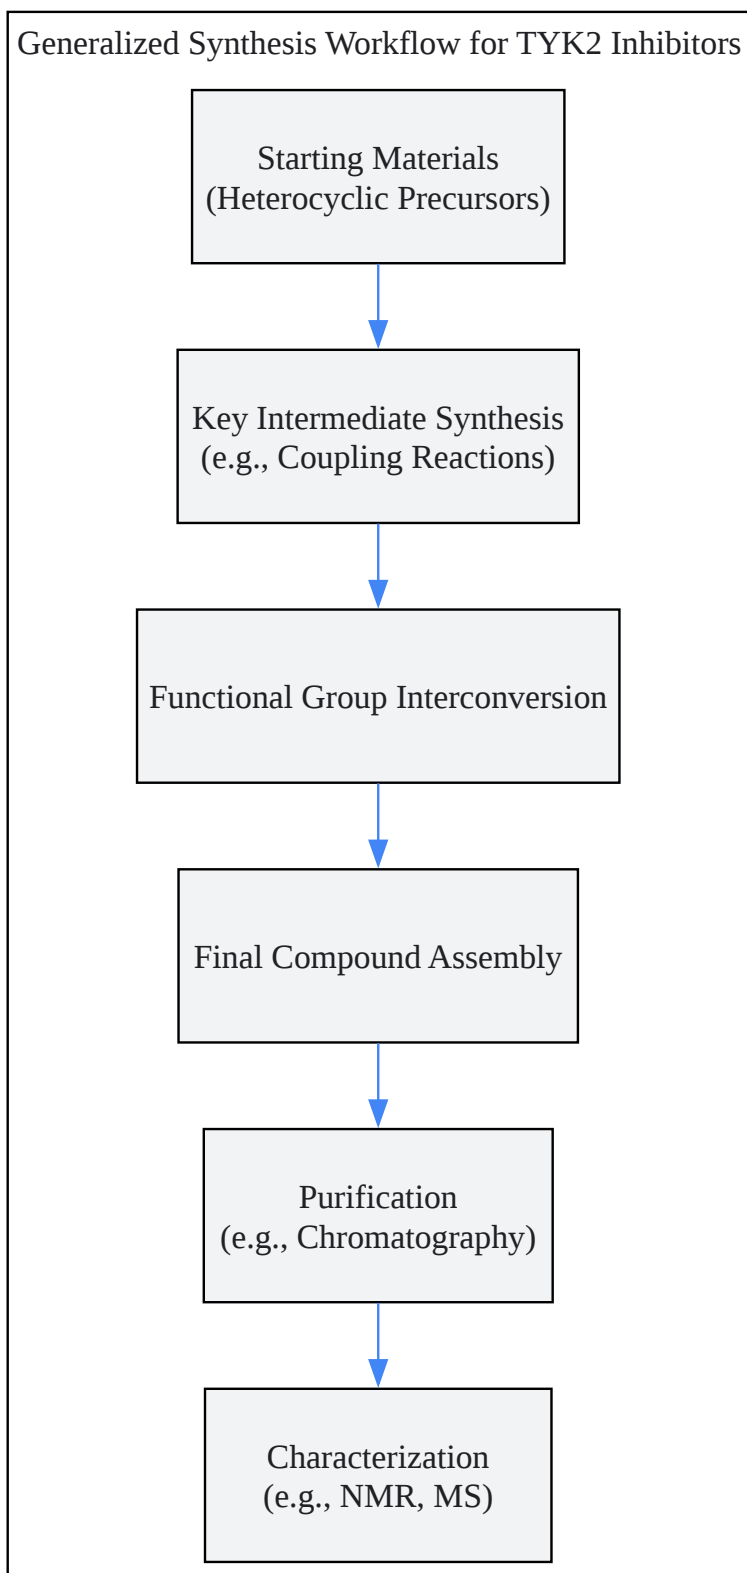 Generalized Synthesis Workflow for TYK2 Inhibitors
Starting Materials
(Heterocyclic Precursors)
Key Intermediate Synthesis
(e.g., Coupling Reactions)
Functional Group Interconversion
Final Compound Assembly
Purification
(e.g., Chromatography)
Characterization
(e.g., NMR, MS)